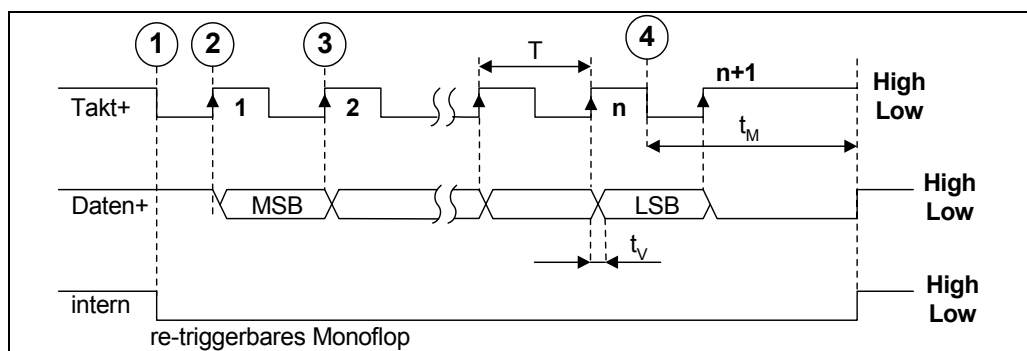 1 2 3 T 4 n+1 High
Takt+ 1 2 n Low
t_M
Daten+ MSB LSB High
Low
t_V
intern High
Low
re-triggerbares Monoflop